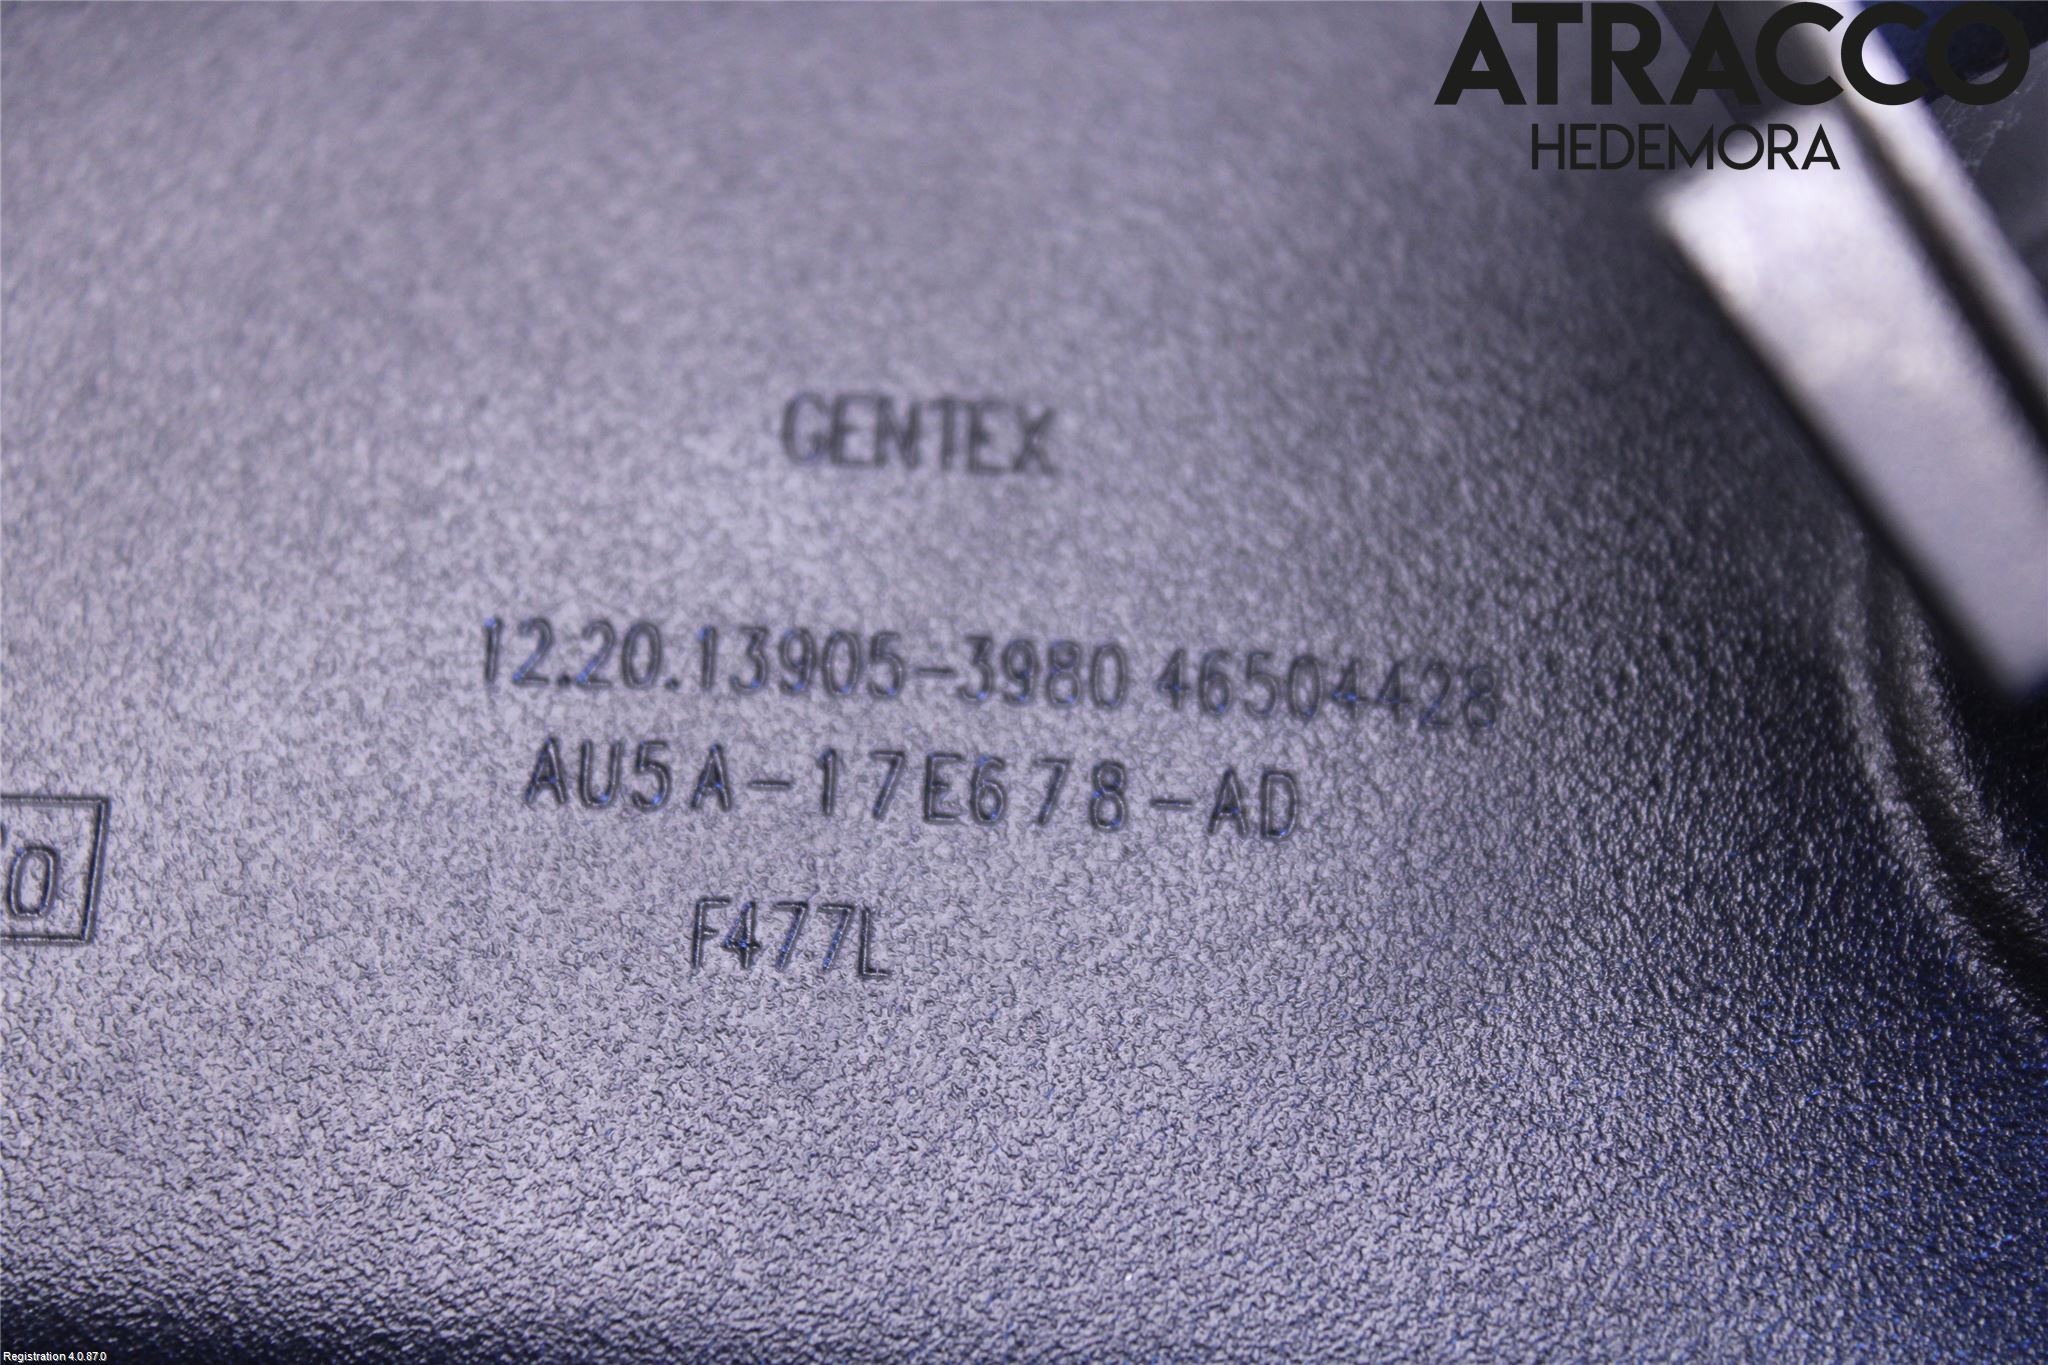 ATRACCO
HEDEMORA
GENTEX
12.20.13905-3980 46504428
AU5A-17E678-AD
F477L
Registration 4.0.87.0